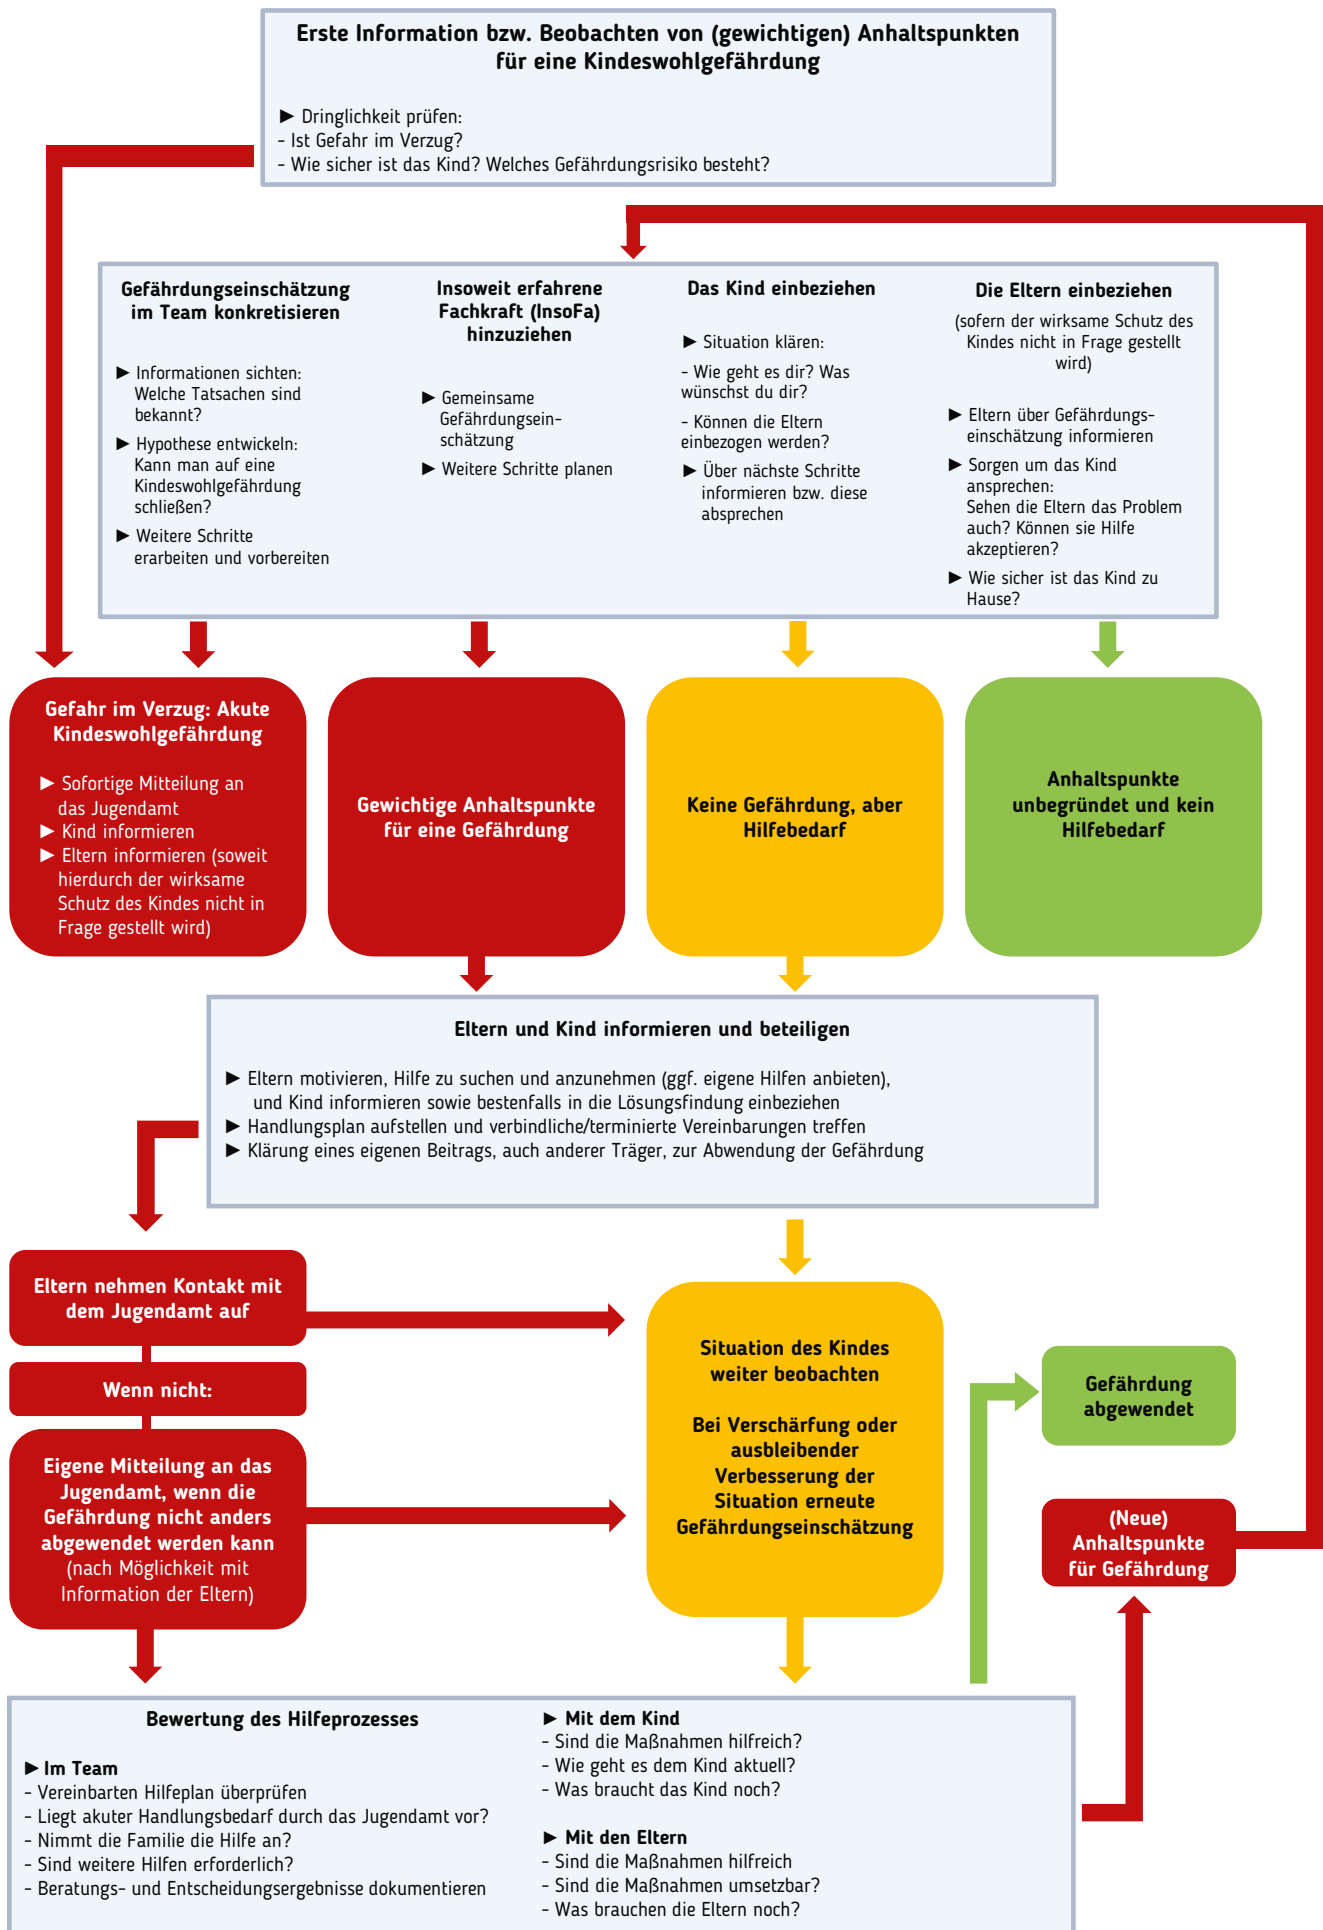 Erste Information bzw. Beobachten von (gewichtigen) Anhaltspunkten
für eine Kindeswohlgefährdung
► Dringlichkeit prüfen:
- Ist Gefahr im Verzug?
- Wie sicher ist das Kind? Welches Gefährdungsrisiko besteht?
Gefährdungseinschätzung
im Team konkretisieren
► Informationen sichten:
Welche Tatsachen sind
bekannt?
► Hypothese entwickeln:
Kann man auf eine
Kindeswohlgefährdung
schließen?
► Weitere Schritte
erarbeiten und vorbereiten
Insoweit erfahrene
Fachkraft (InsoFa)
hinzuziehen
► Gemeinsame
Gefährdungsein-
schätzung
► Weitere Schritte planen
Das Kind einbeziehen
► Situation klären:
- Wie geht es dir? Was
wünschst du dir?
- Können die Eltern
einbezogen werden?
► Über nächste Schritte
informieren bzw. diese
absprechen
Die Eltern einbeziehen
(sofern der wirksame Schutz des
Kindes nicht in Frage gestellt
wird)
► Eltern über Gefährdungs-
einschätzung informieren
► Sorgen um das Kind
ansprechen:
Sehen die Eltern das Problem
auch? Können sie Hilfe
akzeptieren?
► Wie sicher ist das Kind zu
Hause?
Gefahr im Verzug: Akute
Kindeswohlgefährdung
► Sofortige Mitteilung an
das Jugendamt
► Kind informieren
► Eltern informieren (soweit
hierdurch der wirksame
Schutz des Kindes nicht in
Frage gestellt wird)
Gewichtige Anhaltspunkte
für eine Gefährdung
Keine Gefährdung, aber
Hilfebedarf
Anhaltspunkte
unbegründet und kein
Hilfebedarf
Eltern und Kind informieren und beteiligen
► Eltern motivieren, Hilfe zu suchen und anzunehmen (ggf. eigene Hilfen anbieten),
und Kind informieren sowie bestenfalls in die Lösungsfindung einbeziehen
► Handlungsplan aufstellen und verbindliche/terminierte Vereinbarungen treffen
► Klärung eines eigenen Beitrags, auch anderer Träger, zur Abwendung der Gefährdung
Eltern nehmen Kontakt mit
dem Jugendamt auf
Wenn nicht:
Eigene Mitteilung an das
Jugendamt, wenn die
Gefährdung nicht anders
abgewendet werden kann
(nach Möglichkeit mit
Information der Eltern)
Situation des Kindes
weiter beobachten
Bei Verschärfung oder
ausbleibender
Verbesserung der
Situation erneute
Gefährdungseinschätzung
Gefährdung
abgewendet
(Neue)
Anhaltspunkte
für Gefährdung
Bewertung des Hilfeprozesses
► Im Team
- Vereinbarten Hilfeplan überprüfen
- Liegt akuter Handlungsbedarf durch das Jugendamt vor?
- Nimmt die Familie die Hilfe an?
- Sind weitere Hilfen erforderlich?
- Beratungs- und Entscheidungsergebnisse dokumentieren
► Mit dem Kind
- Sind die Maßnahmen hilfreich?
- Wie geht es dem Kind aktuell?
- Was braucht das Kind noch?
► Mit den Eltern
- Sind die Maßnahmen hilfreich
- Sind die Maßnahmen umsetzbar?
- Was brauchen die Eltern noch?